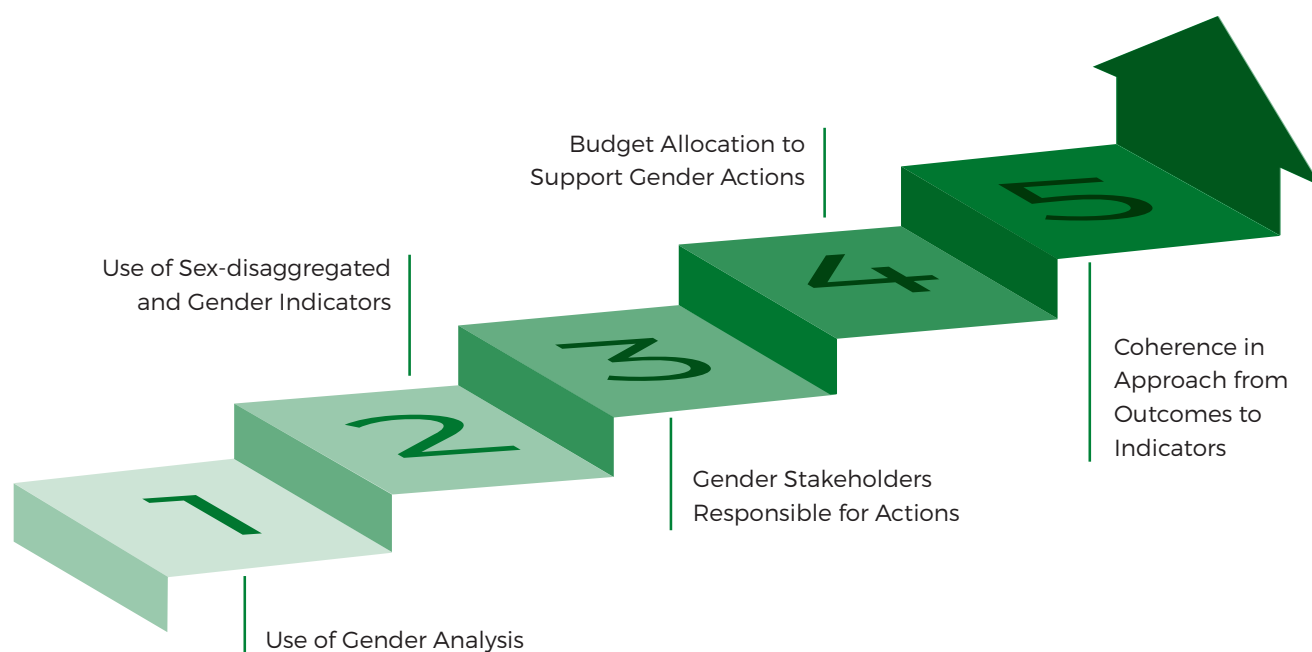 1
Use of Gender Analysis
2
Use of Sex-disaggregated
and Gender Indicators
3
Gender Stakeholders
Responsible for Actions
4
Budget Allocation to
Support Gender Actions
5
Coherence in
Approach from
Outcomes to
Indicators